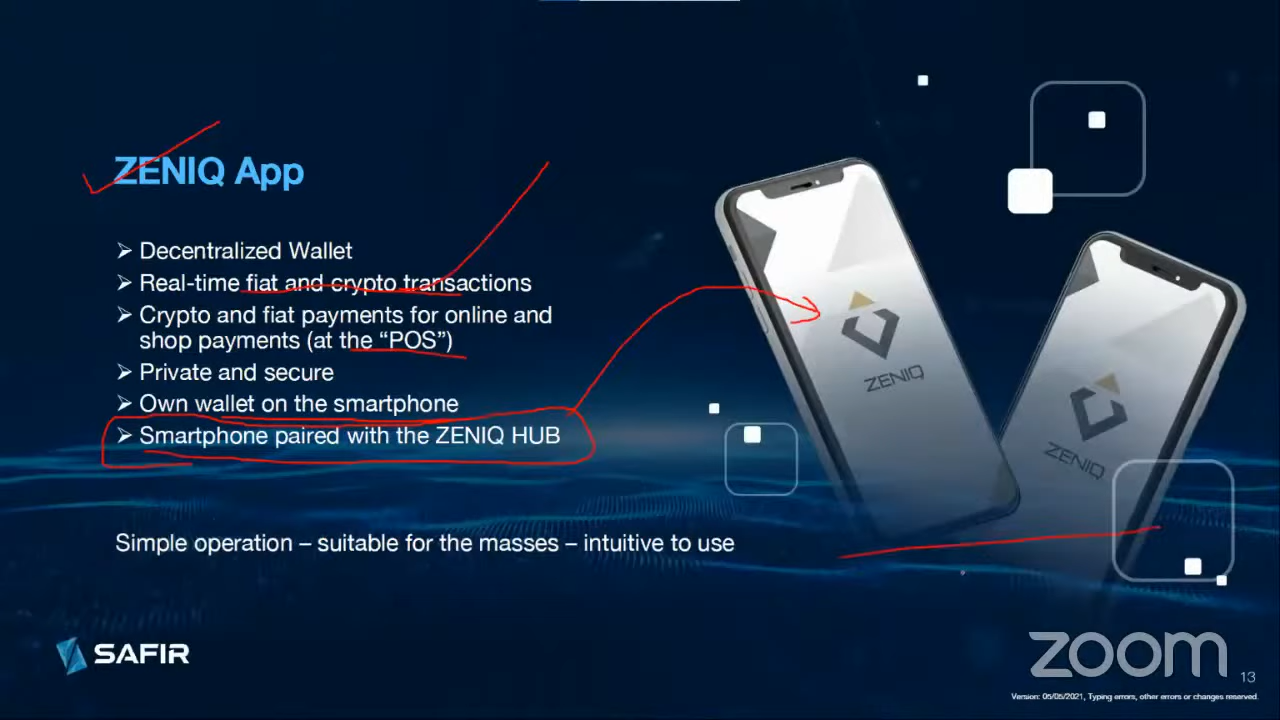 ZENIQ App
➢ Decentralized Wallet
➢ Real-time fiat and crypto transactions
➢ Crypto and fiat payments for online and
shop payments (at the “POS”)
➢ Private and secure
➢ Own wallet on the smartphone
➢ Smartphone paired with the ZENIQ HUB
Simple operation – suitable for the masses – intuitive to use
ZENIQ
ZENIQ
SAFIR
zoom
13
Version: 05/05/2021, Typing errors, other errors or changes reserved.